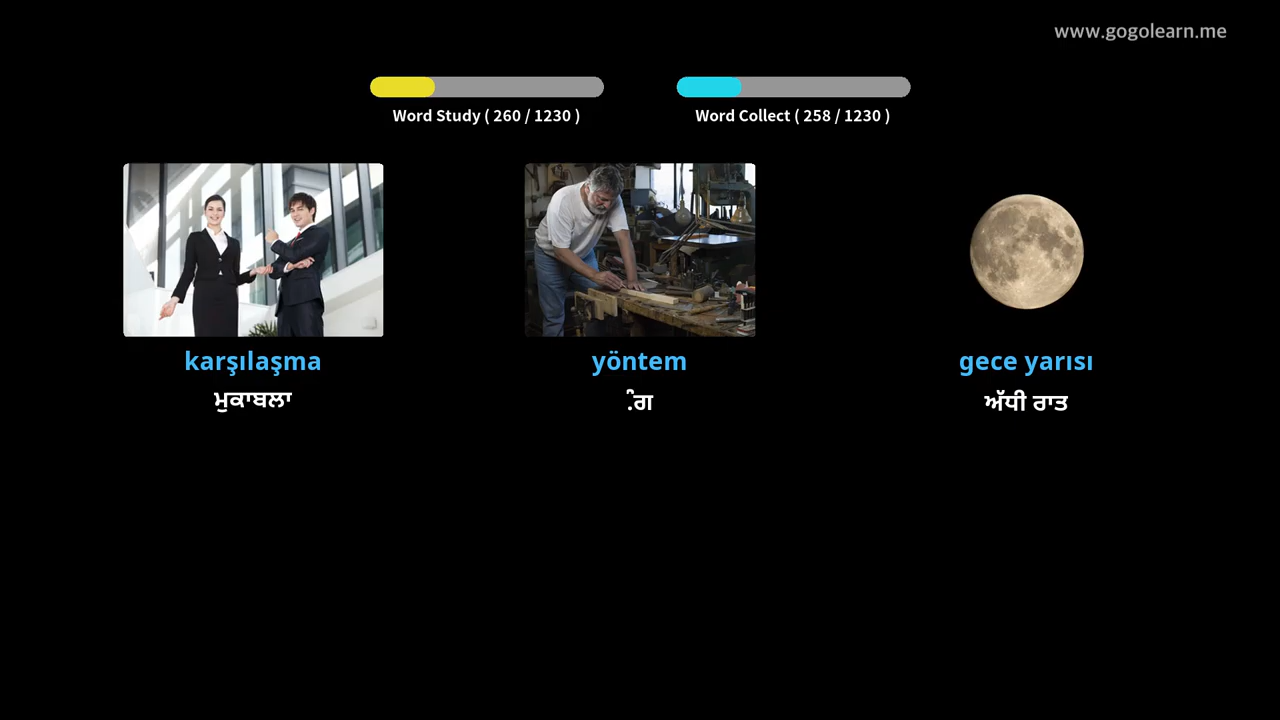 www.gogolearn.me
Word Study ( 260 / 1230 )
Word Collect ( 258 / 1230 )
karşılaşma
ਮੁਕਾਬਲਾ
yöntem
ੰਗ
gece yarısı
ਅੱਧੀ ਰਾਤ